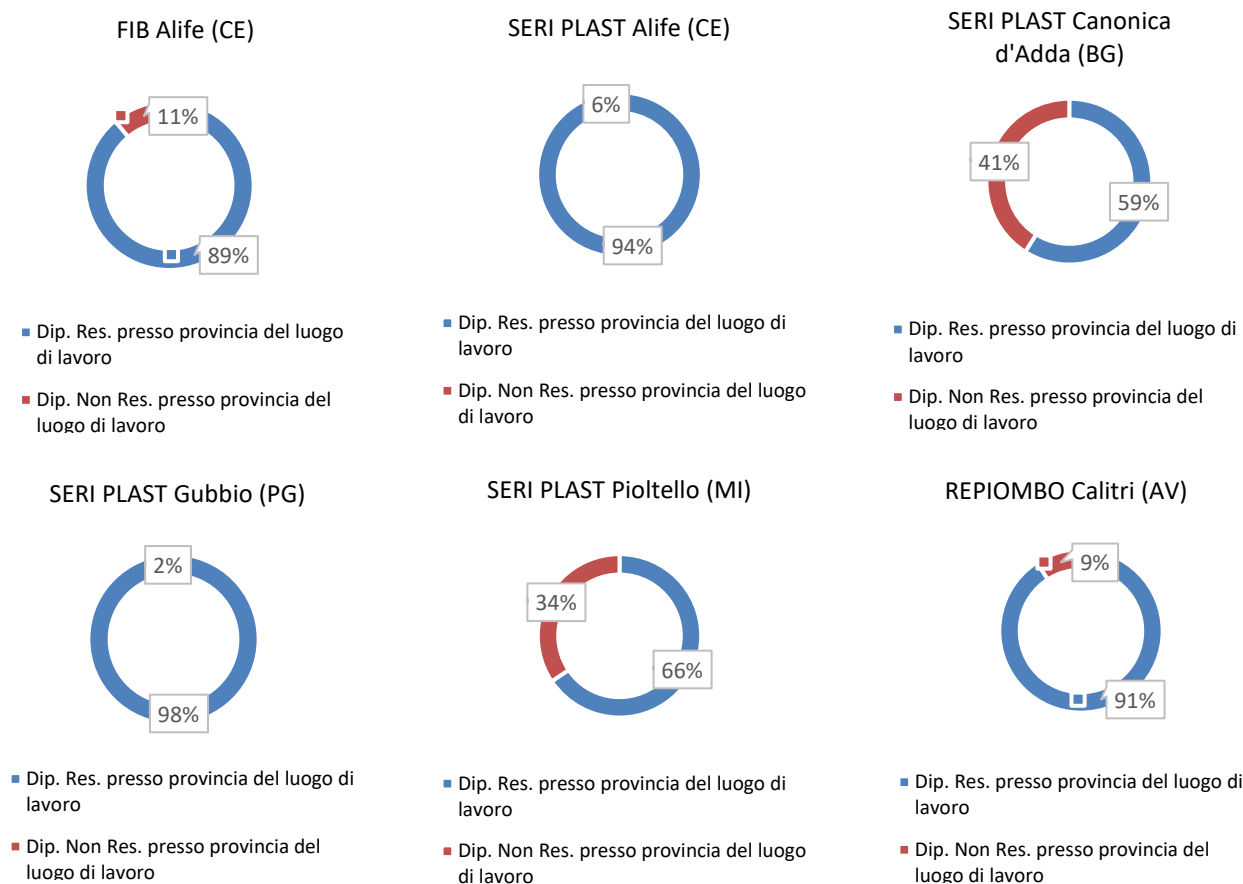 FIB Alife (CE)
11%
89%
Dip. Res. presso provincia del luogo
di lavoro
Dip. Non Res. presso provincia del
luogo di lavoro
SERI PLAST Alife (CE)
6%
94%
Dip. Res. presso provincia del luogo di
lavoro
Dip. Non Res. presso provincia del luogo
di lavoro
SERI PLAST Canonica
d'Adda (BG)
41%
59%
Dip. Res. presso provincia del luogo di
lavoro
Dip. Non Res. presso provincia del
luogo di lavoro
SERI PLAST Gubbio (PG)
2%
98%
Dip. Res. presso provincia del luogo di
lavoro
Dip. Non Res. presso provincia del
luogo di lavoro
SERI PLAST Pioltello (MI)
34%
66%
Dip. Res. presso provincia del luogo di
lavoro
Dip. Non Res. presso provincia del luogo
di lavoro
REPIOMBO Calitri (AV)
9%
91%
Dip. Res. presso provincia del luogo di
lavoro
Dip. Non Res. presso provincia del
luogo di lavoro